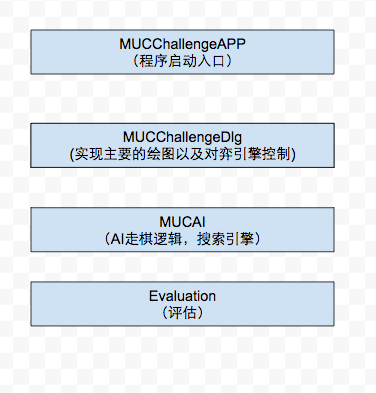 MUCChallengeAPP
（程序启动入口）
MUCChallengeDlg
(实现主要的绘图以及对弈引擎控制)
MUCAI
（AI走棋逻辑，搜索引擎）
Evaluation
（评估）